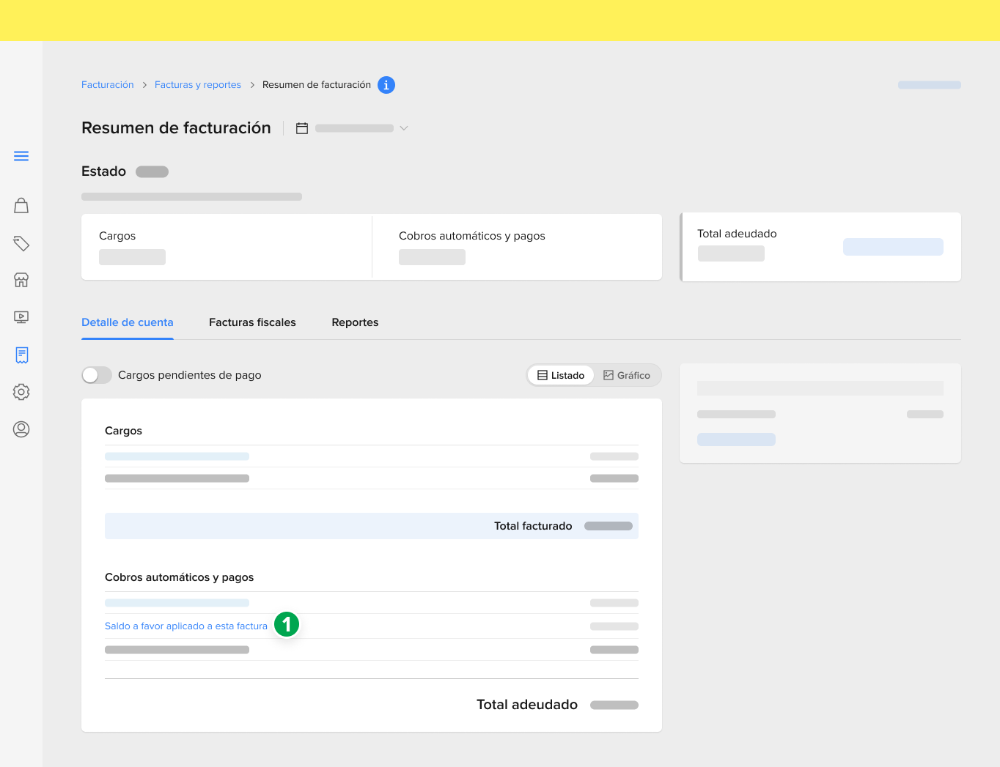 Facturación > Facturas y reportes > Resumen de facturación i
Resumen de facturación
Estado
Cargos
Cobros automáticos y pagos
Total adeudado
Detalle de cuenta
Facturas fiscales
Reportes
Cargos pendientes de pago
Listado
Gráfico
Cargos
Total facturado
Cobros automáticos y pagos
Saldo a favor aplicado a esta factura 1
Total adeudado